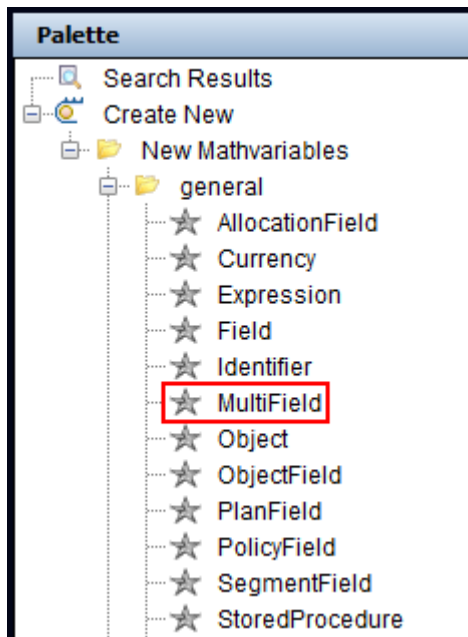 Palette
Search Results
Create New
New Mathvariables
general
AllocationField
Currency
Expression
Field
Identifier
MultiField
Object
ObjectField
PlanField
PolicyField
SegmentField
StoredProcedure